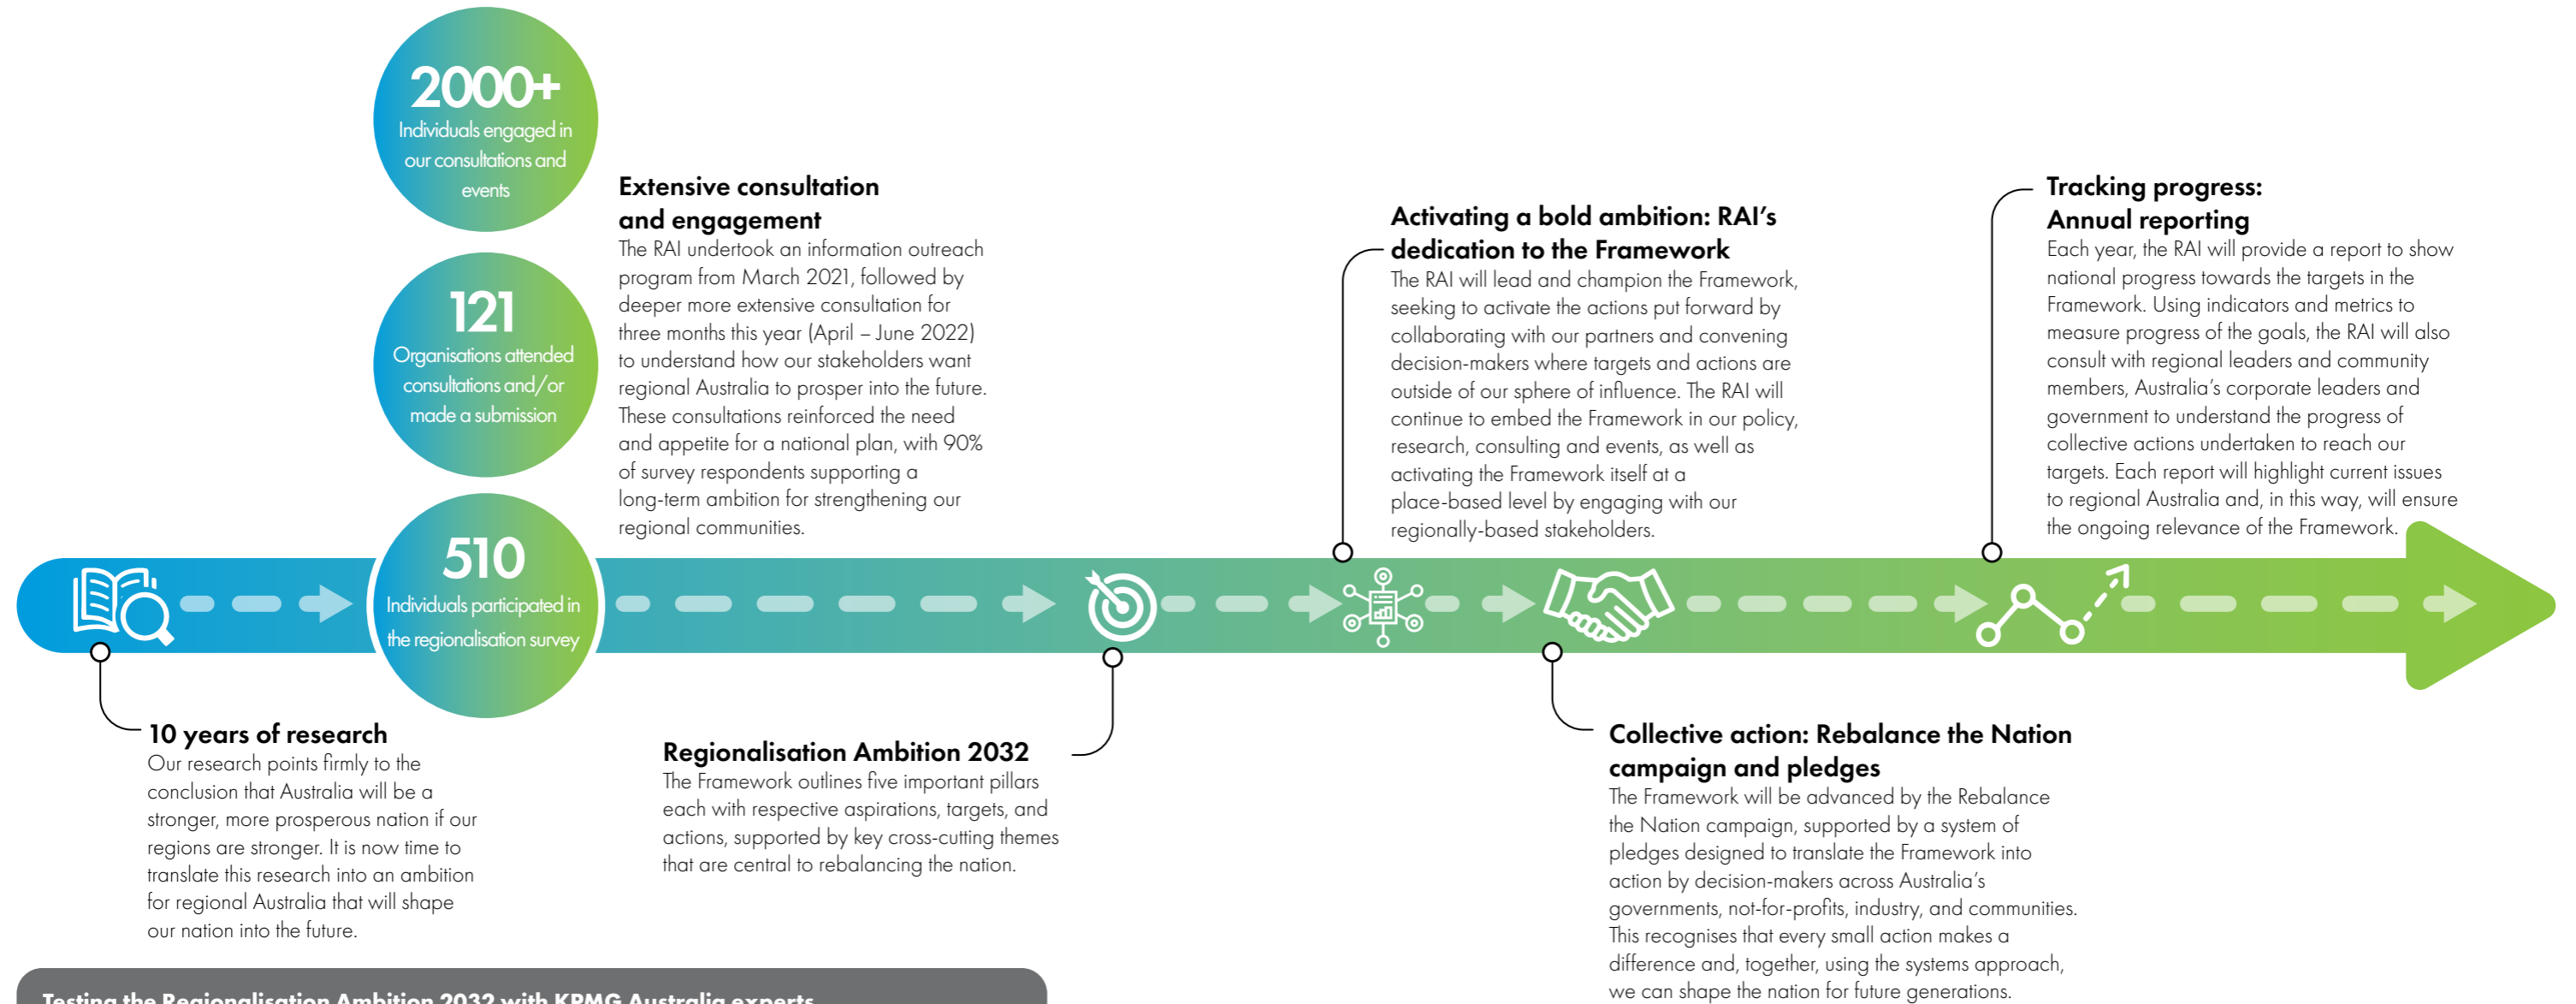 2000+
Individuals engaged in
our consultations and
events
121
Organisations attended
consultations and/or
made a submission
510
Individuals participated in
the regionalisation survey
Extensive consultation
and engagement
The RAI undertook an information outreach
program from March 2021, followed by
deeper more extensive consultation for
three months this year (April – June 2022)
to understand how our stakeholders want
regional Australia to prosper into the future.
These consultations reinforced the need
and appetite for a national plan, with 90%
of survey respondents supporting a
long-term ambition for strengthening our
regional communities.
Activating a bold ambition: RAI’s
dedication to the Framework
The RAI will lead and champion the Framework,
seeking to activate the actions put forward by
collaborating with our partners and convening
decision-makers where targets and actions are
outside of our sphere of influence. The RAI will
continue to embed the Framework in our policy,
research, consulting and events, as well as
activating the Framework itself at a
place-based level by engaging with our
regionally-based stakeholders.
Tracking progress:
Annual reporting
Each year, the RAI will provide a report to show
national progress towards the targets in the
Framework. Using indicators and metrics to
measure progress of the goals, the RAI will also
consult with regional leaders and community
members, Australia’s corporate leaders and
government to understand the progress of
collective actions undertaken to reach our
targets. Each report will highlight current issues
to regional Australia and, in this way, will ensure
the ongoing relevance of the Framework.
10 years of research
Our research points firmly to the
conclusion that Australia will be a
stronger, more prosperous nation if our
regions are stronger. It is now time to
translate this research into an ambition
for regional Australia that will shape
our nation into the future.
Regionalisation Ambition 2032
The Framework outlines five important pillars
each with respective aspirations, targets, and
actions, supported by key cross-cutting themes
that are central to rebalancing the nation.
Collective action: Rebalance the Nation
campaign and pledges
The Framework will be advanced by the Rebalance
the Nation campaign, supported by a system of
pledges designed to translate the Framework into
action by decision-makers across Australia’s
governments, not-for-profits, industry, and communities.
This recognises that every small action makes a
difference and, together, using the systems approach,
we can shape the nation for future generations.
Testing the Regionalisation Ambition 2032 with KPMG Australia experts